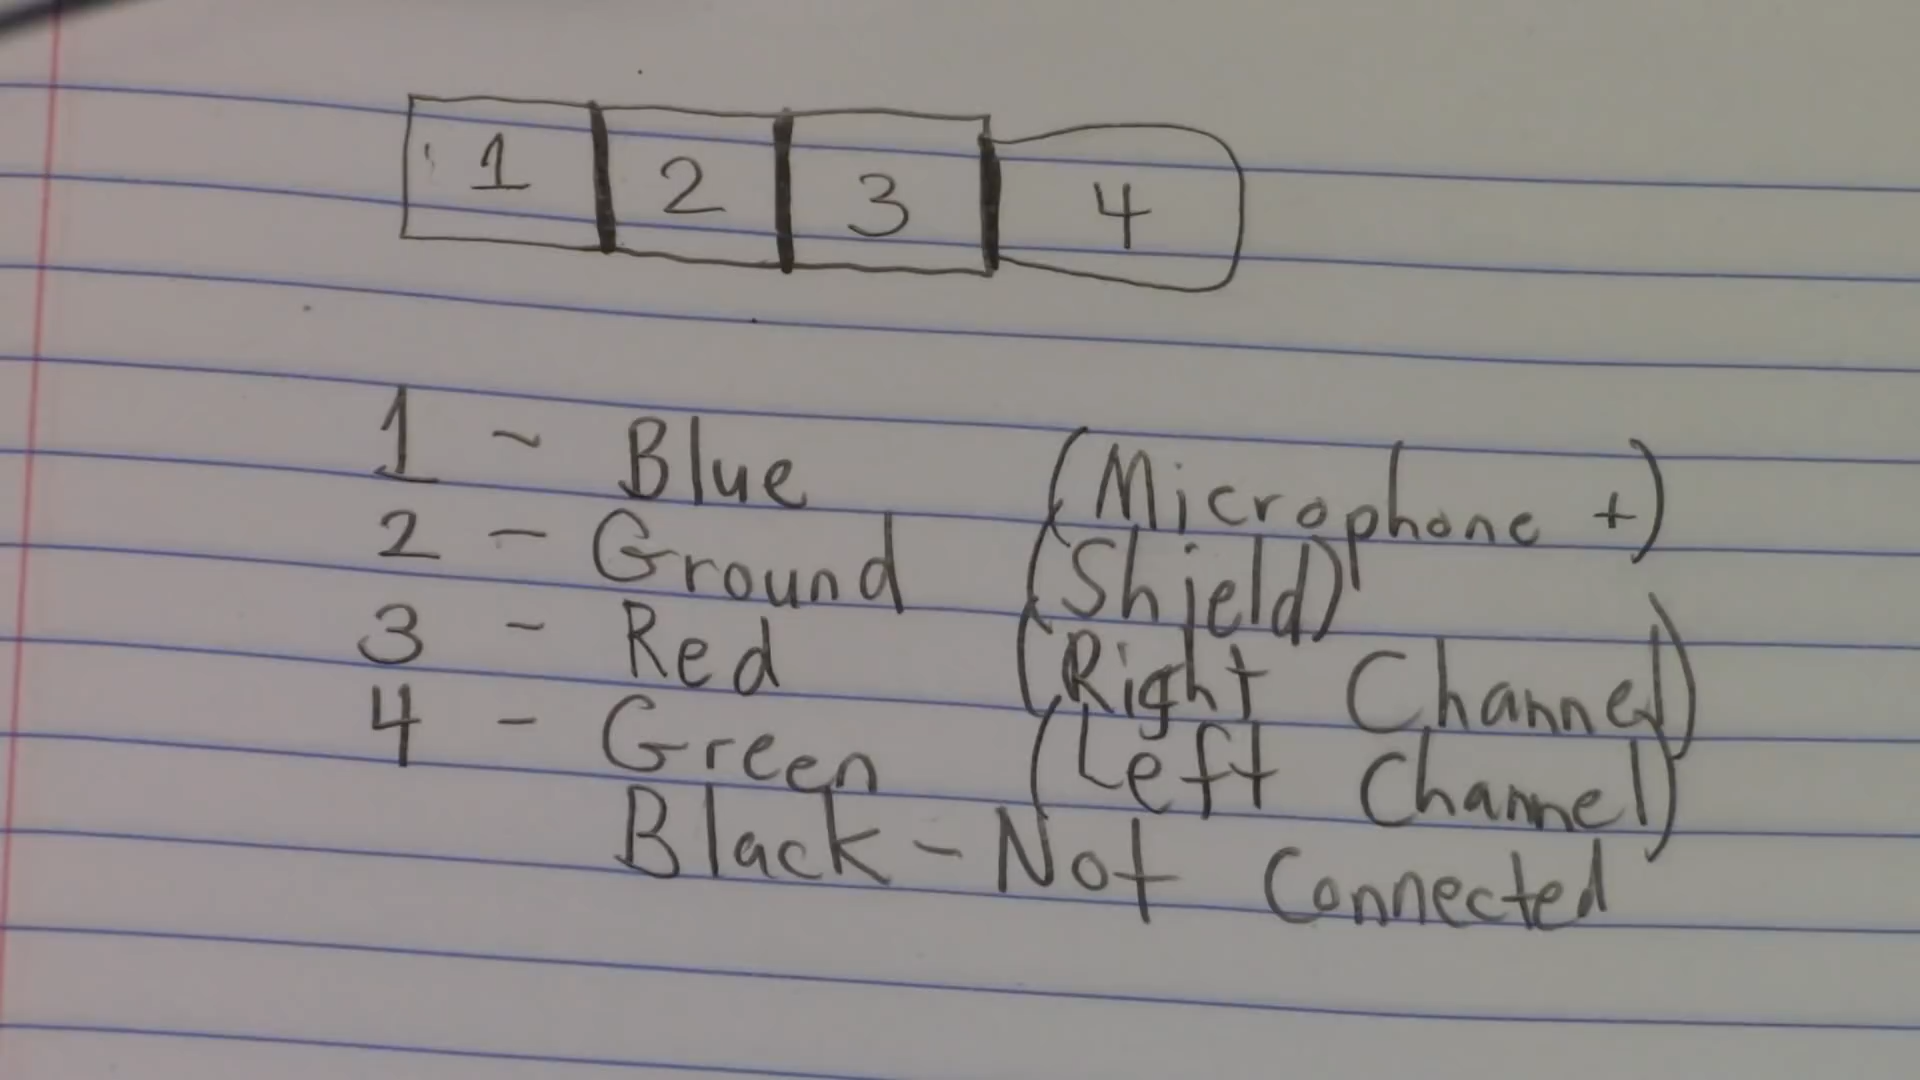 1 2 3 4
1 - Blue (Microphone +)
2 - Ground (Shield)
3 - Red (Right Channel)
4 - Green (Left Channel)
Black - Not Connected